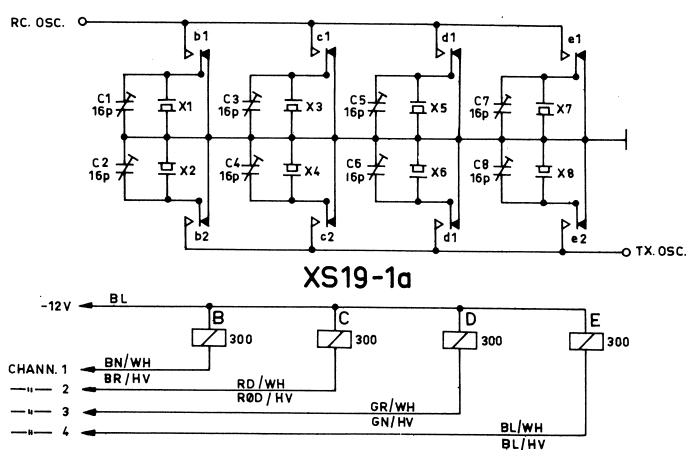 RC. OSC.
b1 c1 d1 e1
C1 16p X1 C3 16p X3 C5 16p X5 C7 16p X7
C2 16p X2 C4 16p X4 C6 16p X6 C8 16p X8
b2 c2 d1 e2
TX. OSC.
XS19-1a
-12V BL
B C D E
300 300 300 300
CHANN. 1 BN/WH
BR/HV
—"— 2 RD/WH
RØD/HV
—"— 3 GR/WH
GN/HV
—"— 4 BL/WH
BL/HV